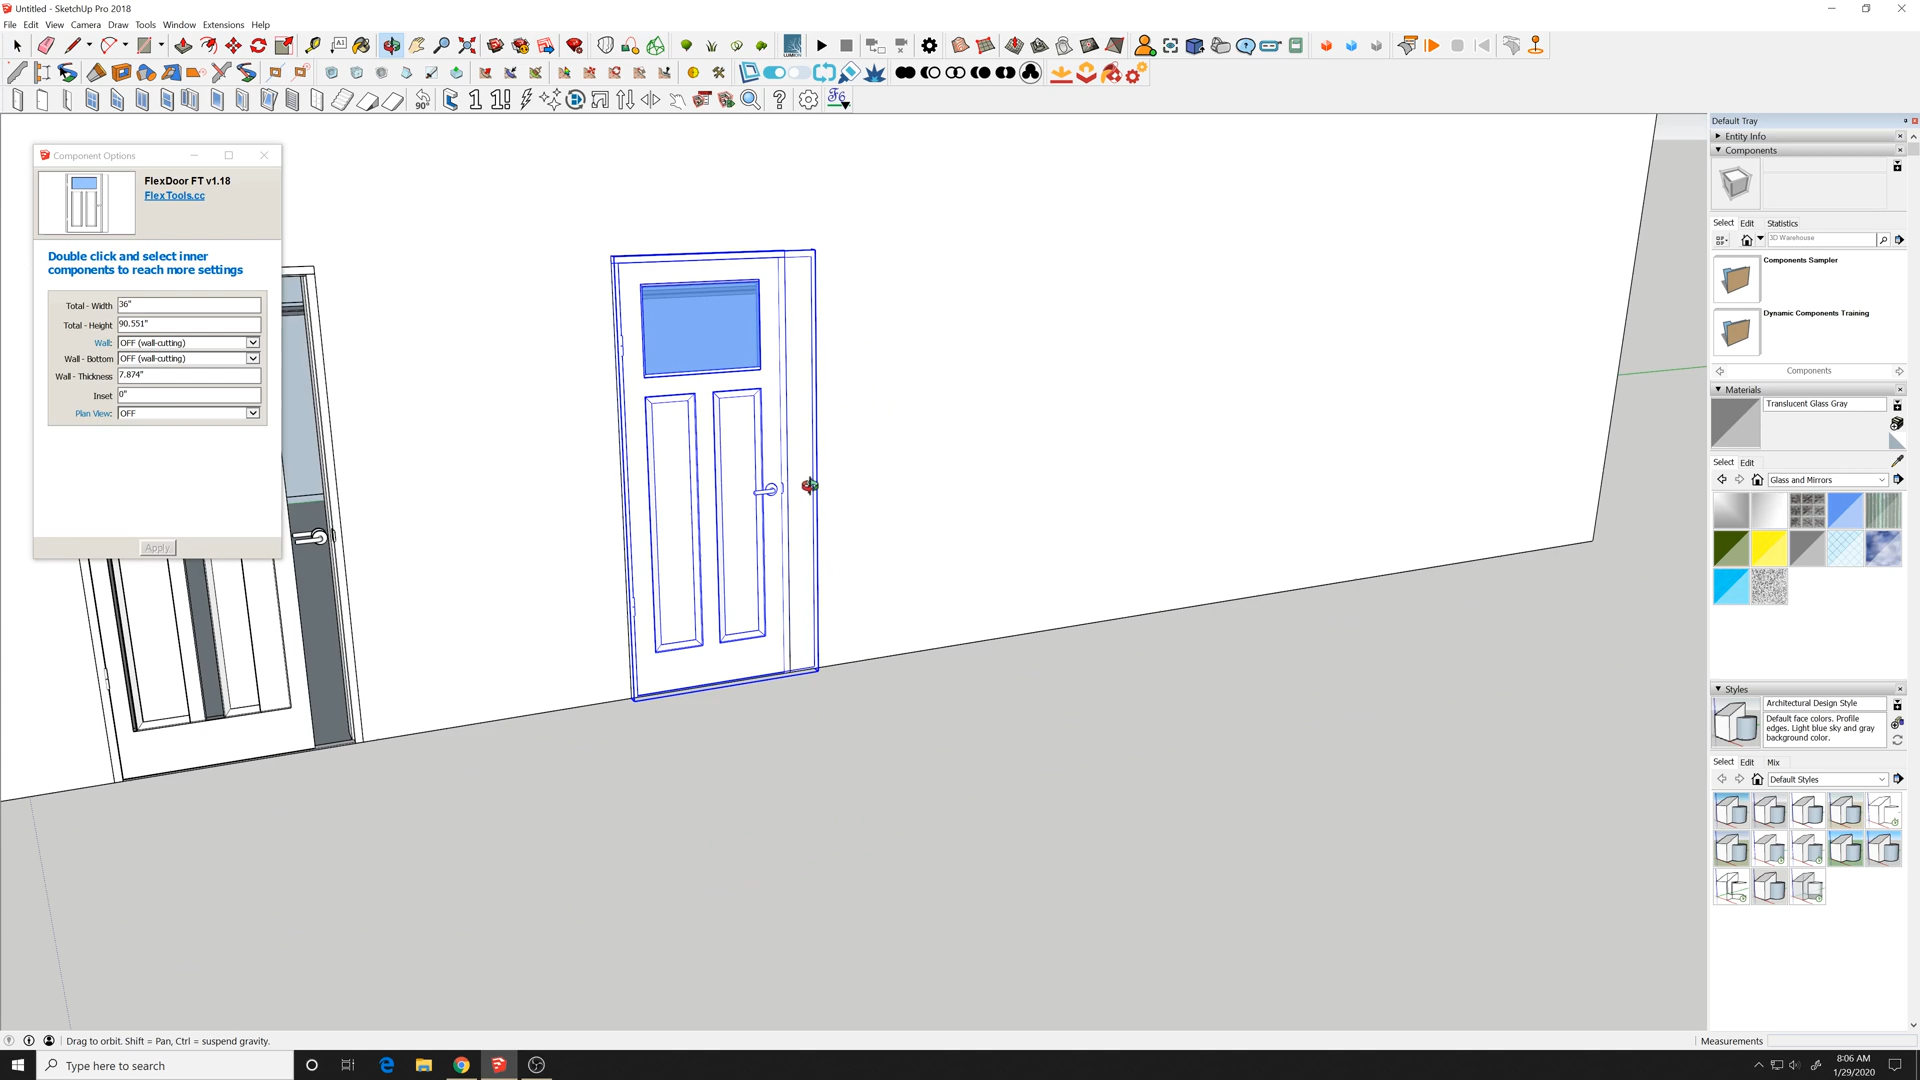 Untitled - SketchUp Pro 2018
File Edit View Camera Draw Tools Window Extensions Help
Component Options
FlexDoor FT v1.18
FlexTools.cc
Double click and select inner
components to reach more settings
Total - Width 36"
Total - Height 90.551"
Wall: OFF (wall-cutting)
Wall - Bottom OFF (wall-cutting)
Wall - Thickness 7.874"
Inset 0"
Plan View: OFF
Apply
Default Tray
Entity Info
Components
Select Edit Statistics
3D Warehouse
Components Sampler
Dynamic Components Training
Components
Materials
Translucent Glass Gray
Select Edit
Glass and Mirrors
Styles
Architectural Design Style
Default face colors. Profile
edges. Light blue sky and gray
background color.
Select Edit Mix
Default Styles
Drag to orbit. Shift = Pan, Ctrl = suspend gravity.
Measurements
Type here to search
8:06 AM
1/29/2020